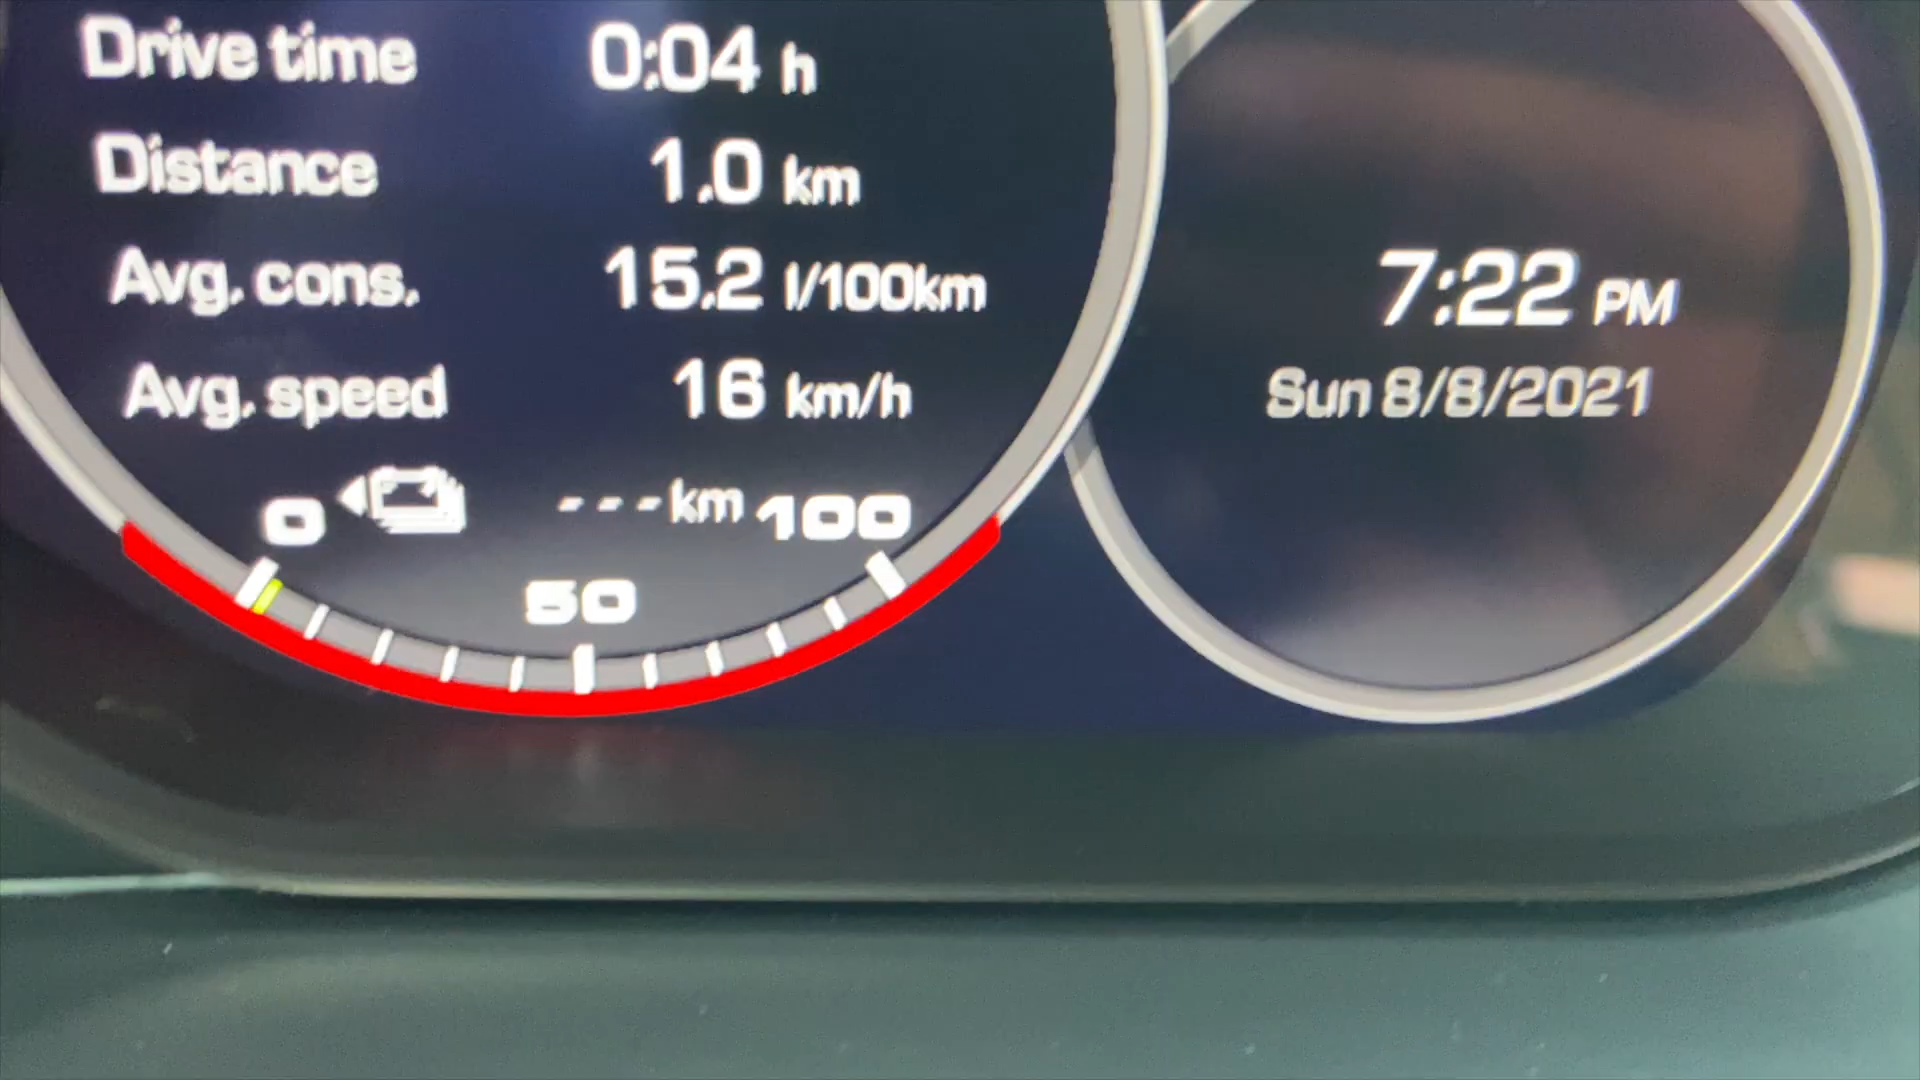 Drive time 0:04 h
Distance 1.0 km
Avg. cons. 15.2 l/100km
Avg. speed 16 km/h
0 ---km 100
50
7:22 PM
Sun 8/8/2021